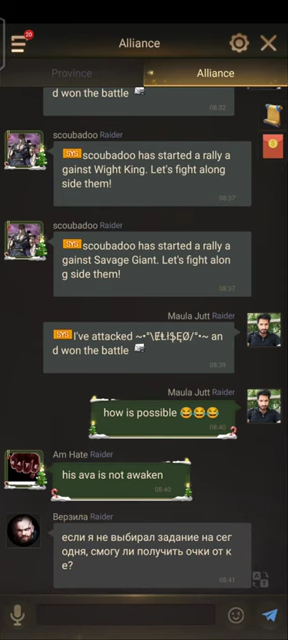 20
Alliance
Province
Alliance
d won the battle
08:32
scoubadoo Raider
SYS scoubadoo has started a rally a
gainst Wight King. Let's fight along
side them!
08:37
scoubadoo Raider
SYS scoubadoo has started a rally a
gainst Savage Giant. Let's fight alon
g side them!
08:37
Maula Jutt Raider
SYS I've attacked an
d won the battle
08:39
Maula Jutt Raider
how is possible 😂😂😂
08:40
Am Hate Raider
his ava is not awaken
08:40
Верзила Raider
если я не выбирал задание на сег
одня, смогу ли получить очки от к
е?
08:41